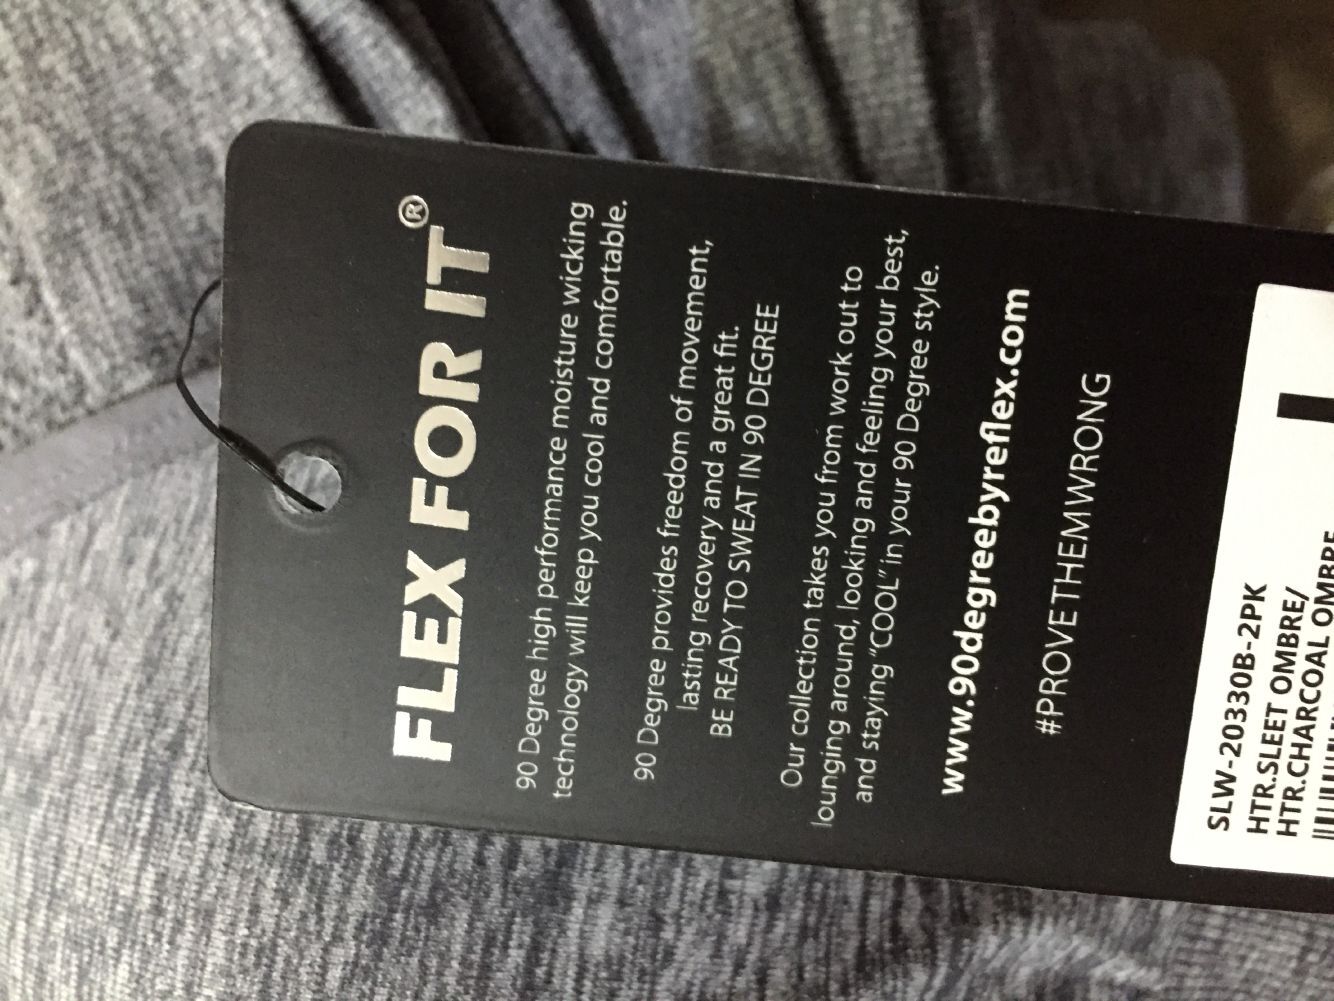 FLEX FOR IT®
90 Degree high performance moisture wicking
technology will keep you cool and comfortable.
90 Degree provides freedom of movement,
lasting recovery and a great fit.
BE READY TO SWEAT IN 90 DEGREE
Our collection takes you from work out to
lounging around, looking and feeling your best,
and staying "COOL" in your 90 Degree style.
www.90degreebyreflex.com
#PROVETHEMWRONG
SLW-20330B-2PK
HTR.SLEET OMBRE/
HTR.CHARCOAL OMBRE